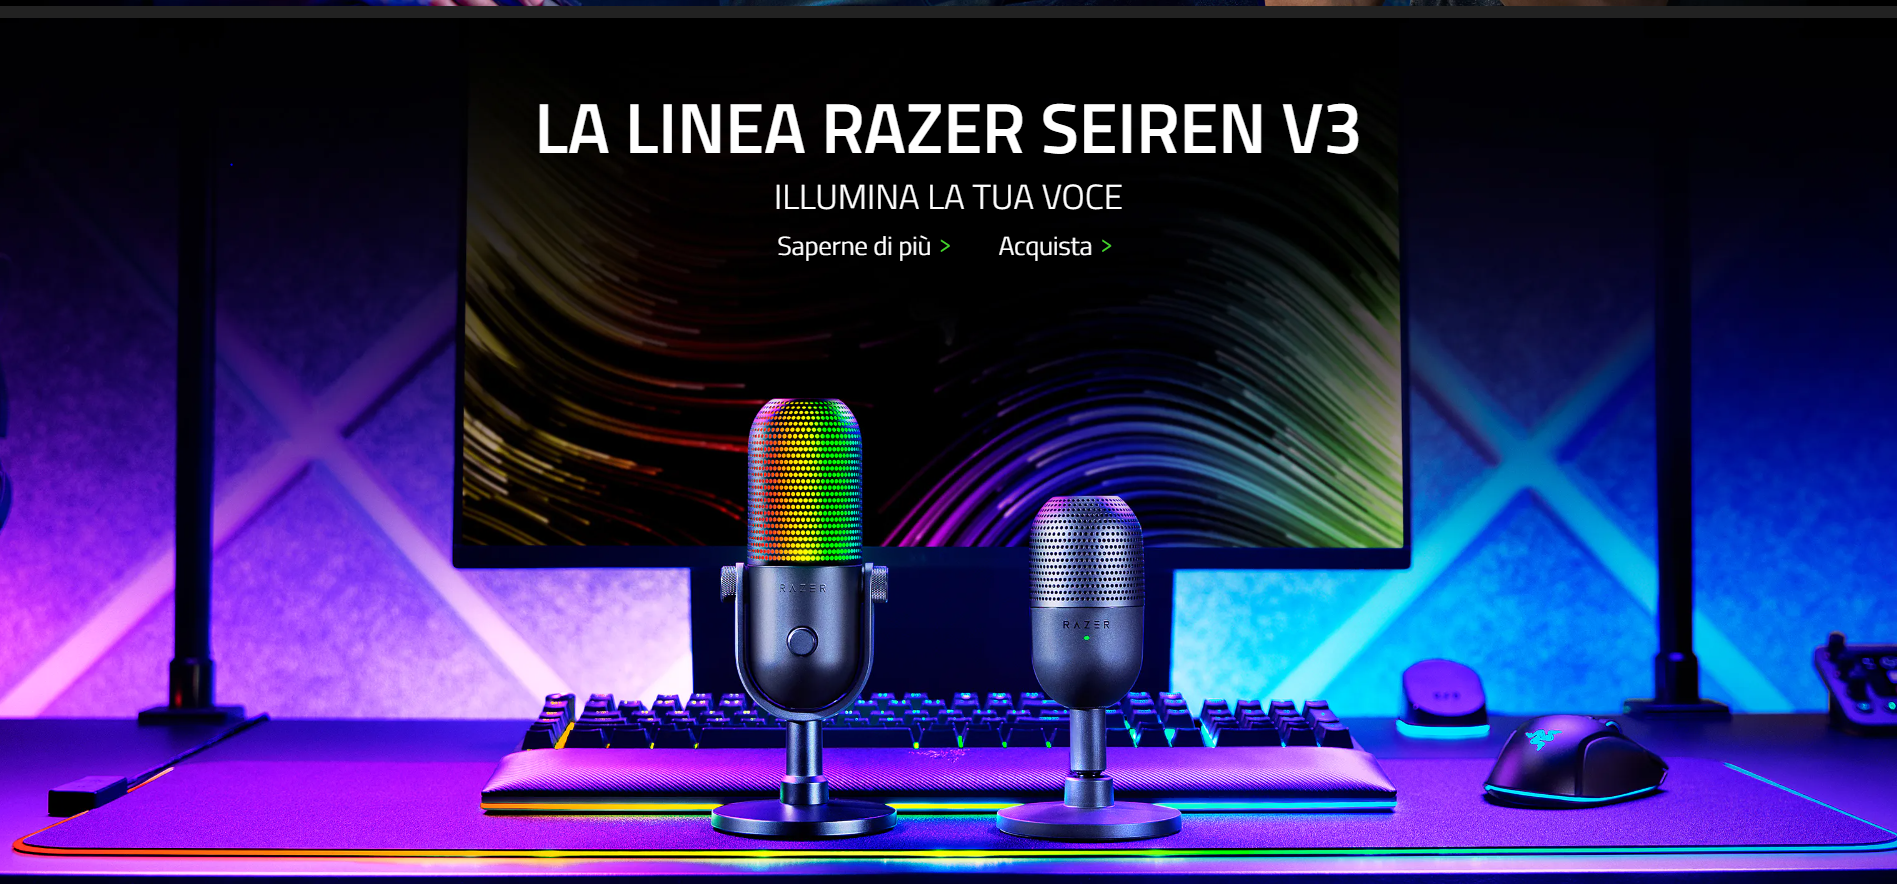 LA LINEA RAZER SEIREN V3
ILLUMINA LA TUA VOCE
Saperne di più > Acquista >
RAZER
RAZER